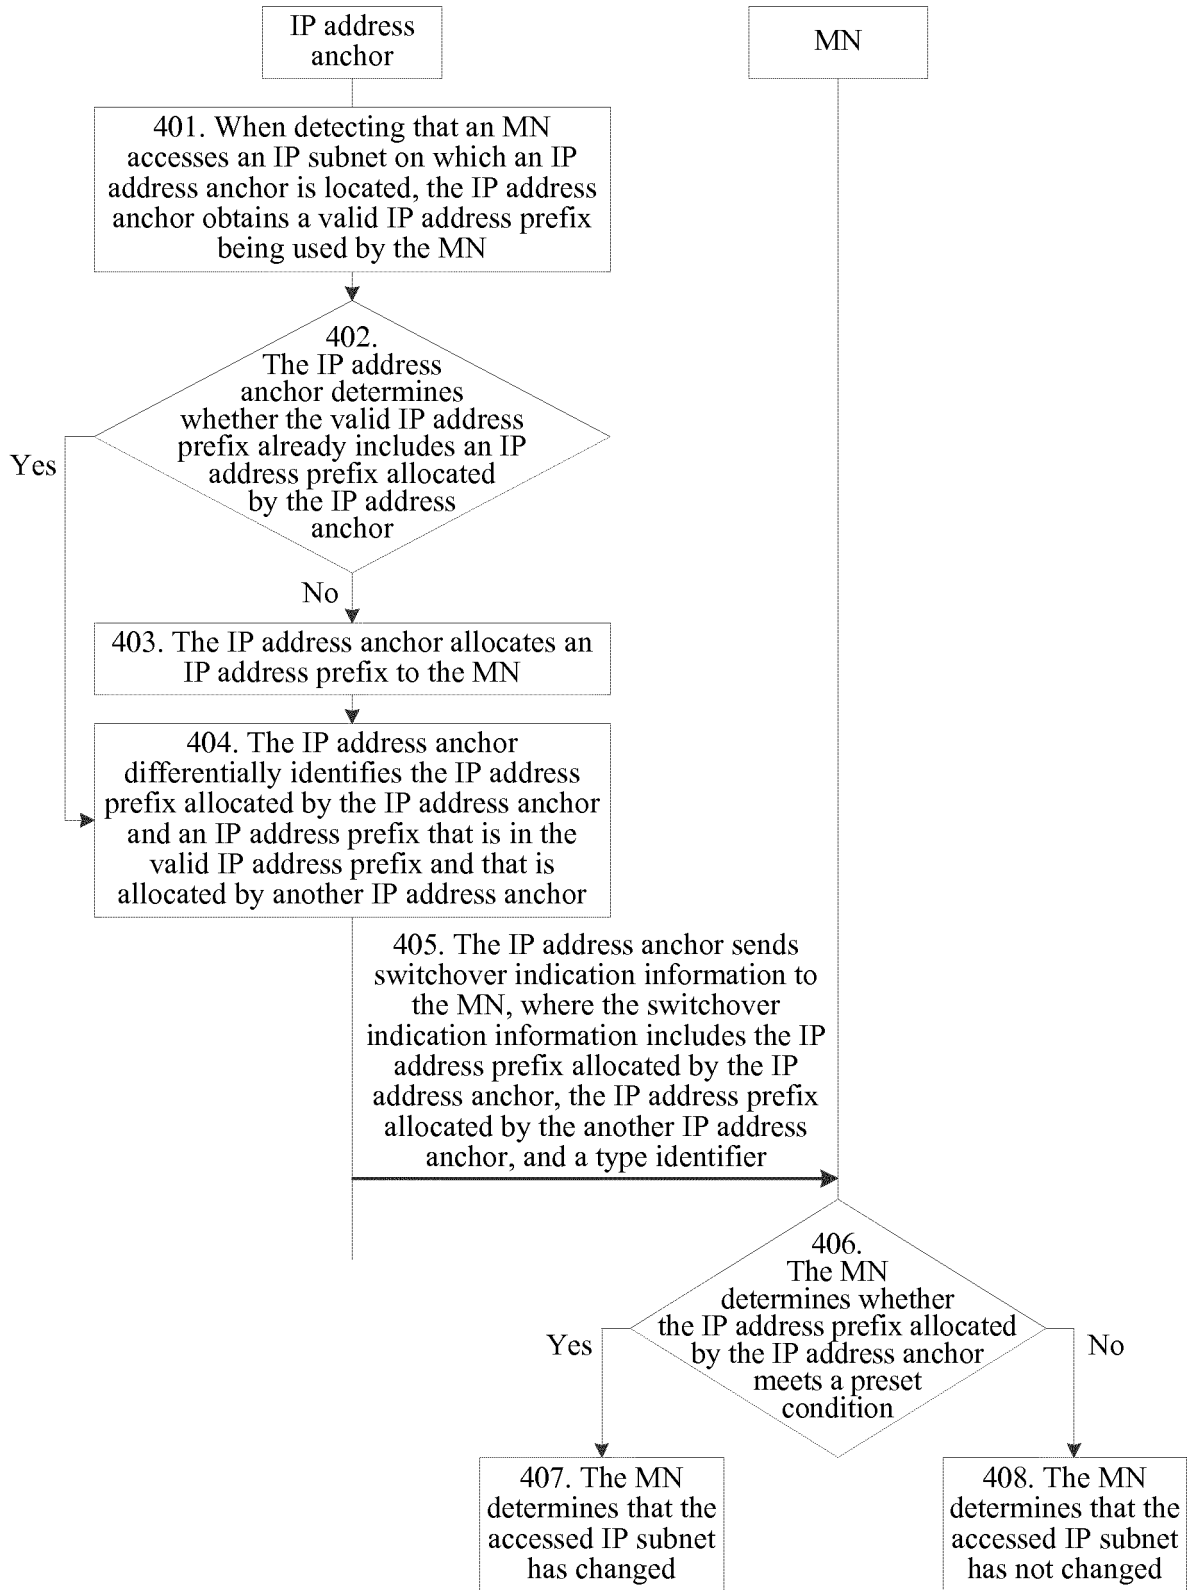 IP address
anchor
MN
401. When detecting that an MN
accesses an IP subnet on which an IP
address anchor is located, the IP address
anchor obtains a valid IP address prefix
being used by the MN
402.
The IP address
anchor determines
whether the valid IP address
prefix already includes an IP
address prefix allocated
by the IP address
anchor
Yes
No
403. The IP address anchor allocates an
IP address prefix to the MN
404. The IP address anchor
differentially identifies the IP address
prefix allocated by the IP address anchor
and an IP address prefix that is in the
valid IP address prefix and that is
allocated by another IP address anchor
405. The IP address anchor sends
switchover indication information to
the MN, where the switchover
indication information includes the IP
address prefix allocated by the IP
address anchor, the IP address prefix
allocated by the another IP address
anchor, and a type identifier
406.
The MN
determines whether
the IP address prefix allocated
by the IP address anchor
meets a preset
condition
Yes
No
407. The MN
determines that the
accessed IP subnet
has changed
408. The MN
determines that the
accessed IP subnet
has not changed